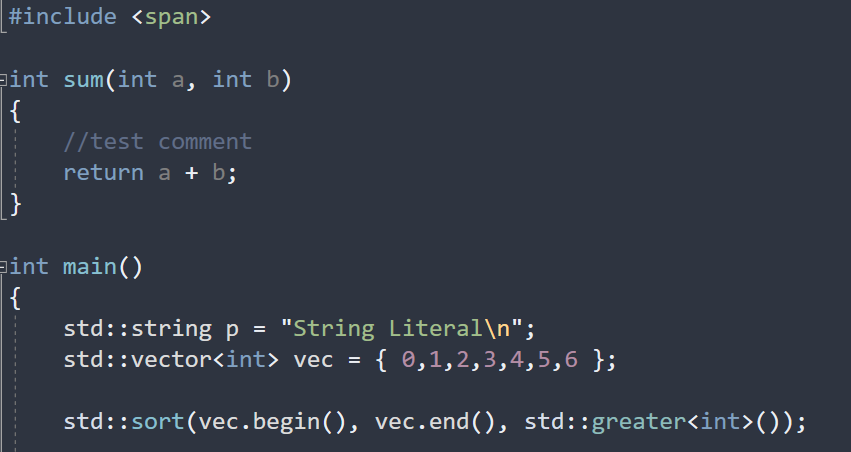 #include <span>
int sum(int a, int b)
{
//test comment
return a + b;
}
int main()
{
std::string p = "String Literal\n";
std::vector<int> vec = { 0,1,2,3,4,5,6 };
std::sort(vec.begin(), vec.end(), std::greater<int>());